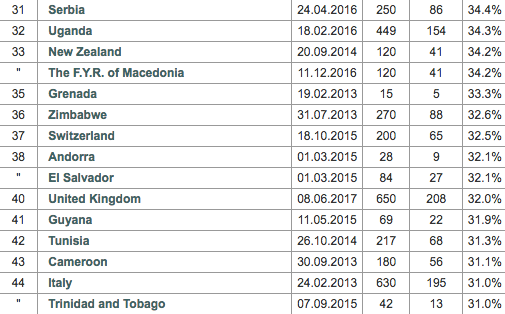 31 Serbia 24.04.2016 250 86 34.4%
32 Uganda 18.02.2016 449 154 34.3%
33 New Zealand 20.09.2014 120 41 34.2%
" The F.Y.R. of Macedonia 11.12.2016 120 41 34.2%
35 Grenada 19.02.2013 15 5 33.3%
36 Zimbabwe 31.07.2013 270 88 32.6%
37 Switzerland 18.10.2015 200 65 32.5%
38 Andorra 01.03.2015 28 9 32.1%
" El Salvador 01.03.2015 84 27 32.1%
40 United Kingdom 08.06.2017 650 208 32.0%
41 Guyana 11.05.2015 69 22 31.9%
42 Tunisia 26.10.2014 217 68 31.3%
43 Cameroon 30.09.2013 180 56 31.1%
44 Italy 24.02.2013 630 195 31.0%
" Trinidad and Tobago 07.09.2015 42 13 31.0%